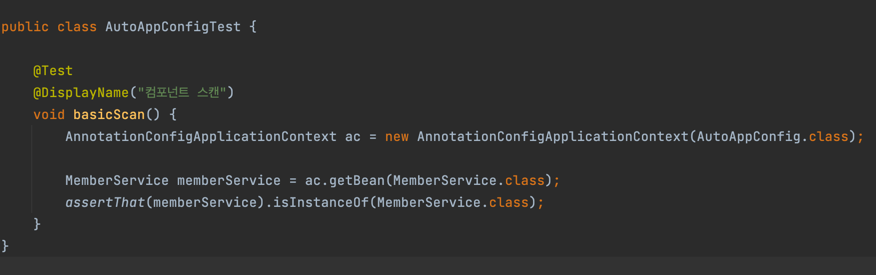 public class AutoAppConfigTest {
@Test
@DisplayName("컴포넌트 스캔")
void basicScan() {
AnnotationConfigApplicationContext ac = new AnnotationConfigApplicationContext(AutoAppConfig.class);
MemberService memberService = ac.getBean(MemberService.class);
assertThat(memberService).isInstanceOf(MemberService.class);
}
}